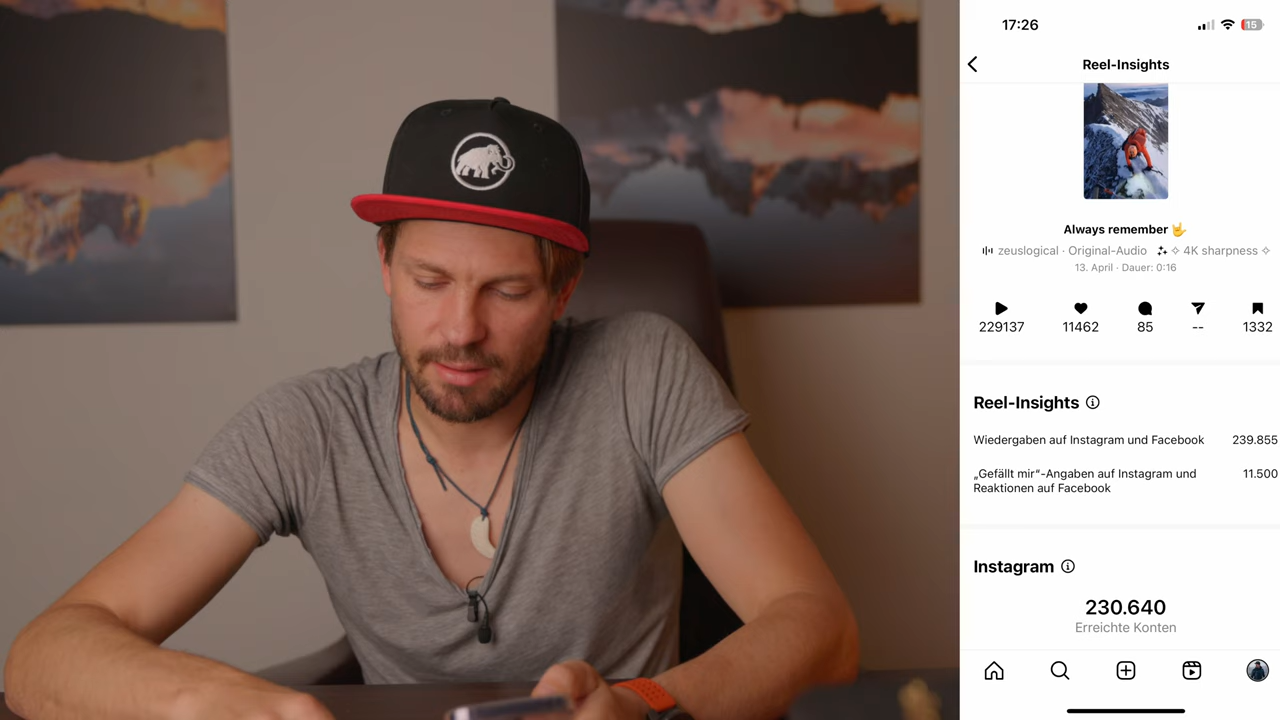 17:26
15
Reel-Insights
Always remember 🤟
zeuslogical · Original-Audio ✧ 4K sharpness ✧
13. April · Dauer: 0:16
229137 11462 85 -- 1332
Reel-Insights
Wiedergaben auf Instagram und Facebook 239.855
„Gefällt mir“-Angaben auf Instagram und 11.500
Reaktionen auf Facebook
Instagram
230.640
Erreichte Konten